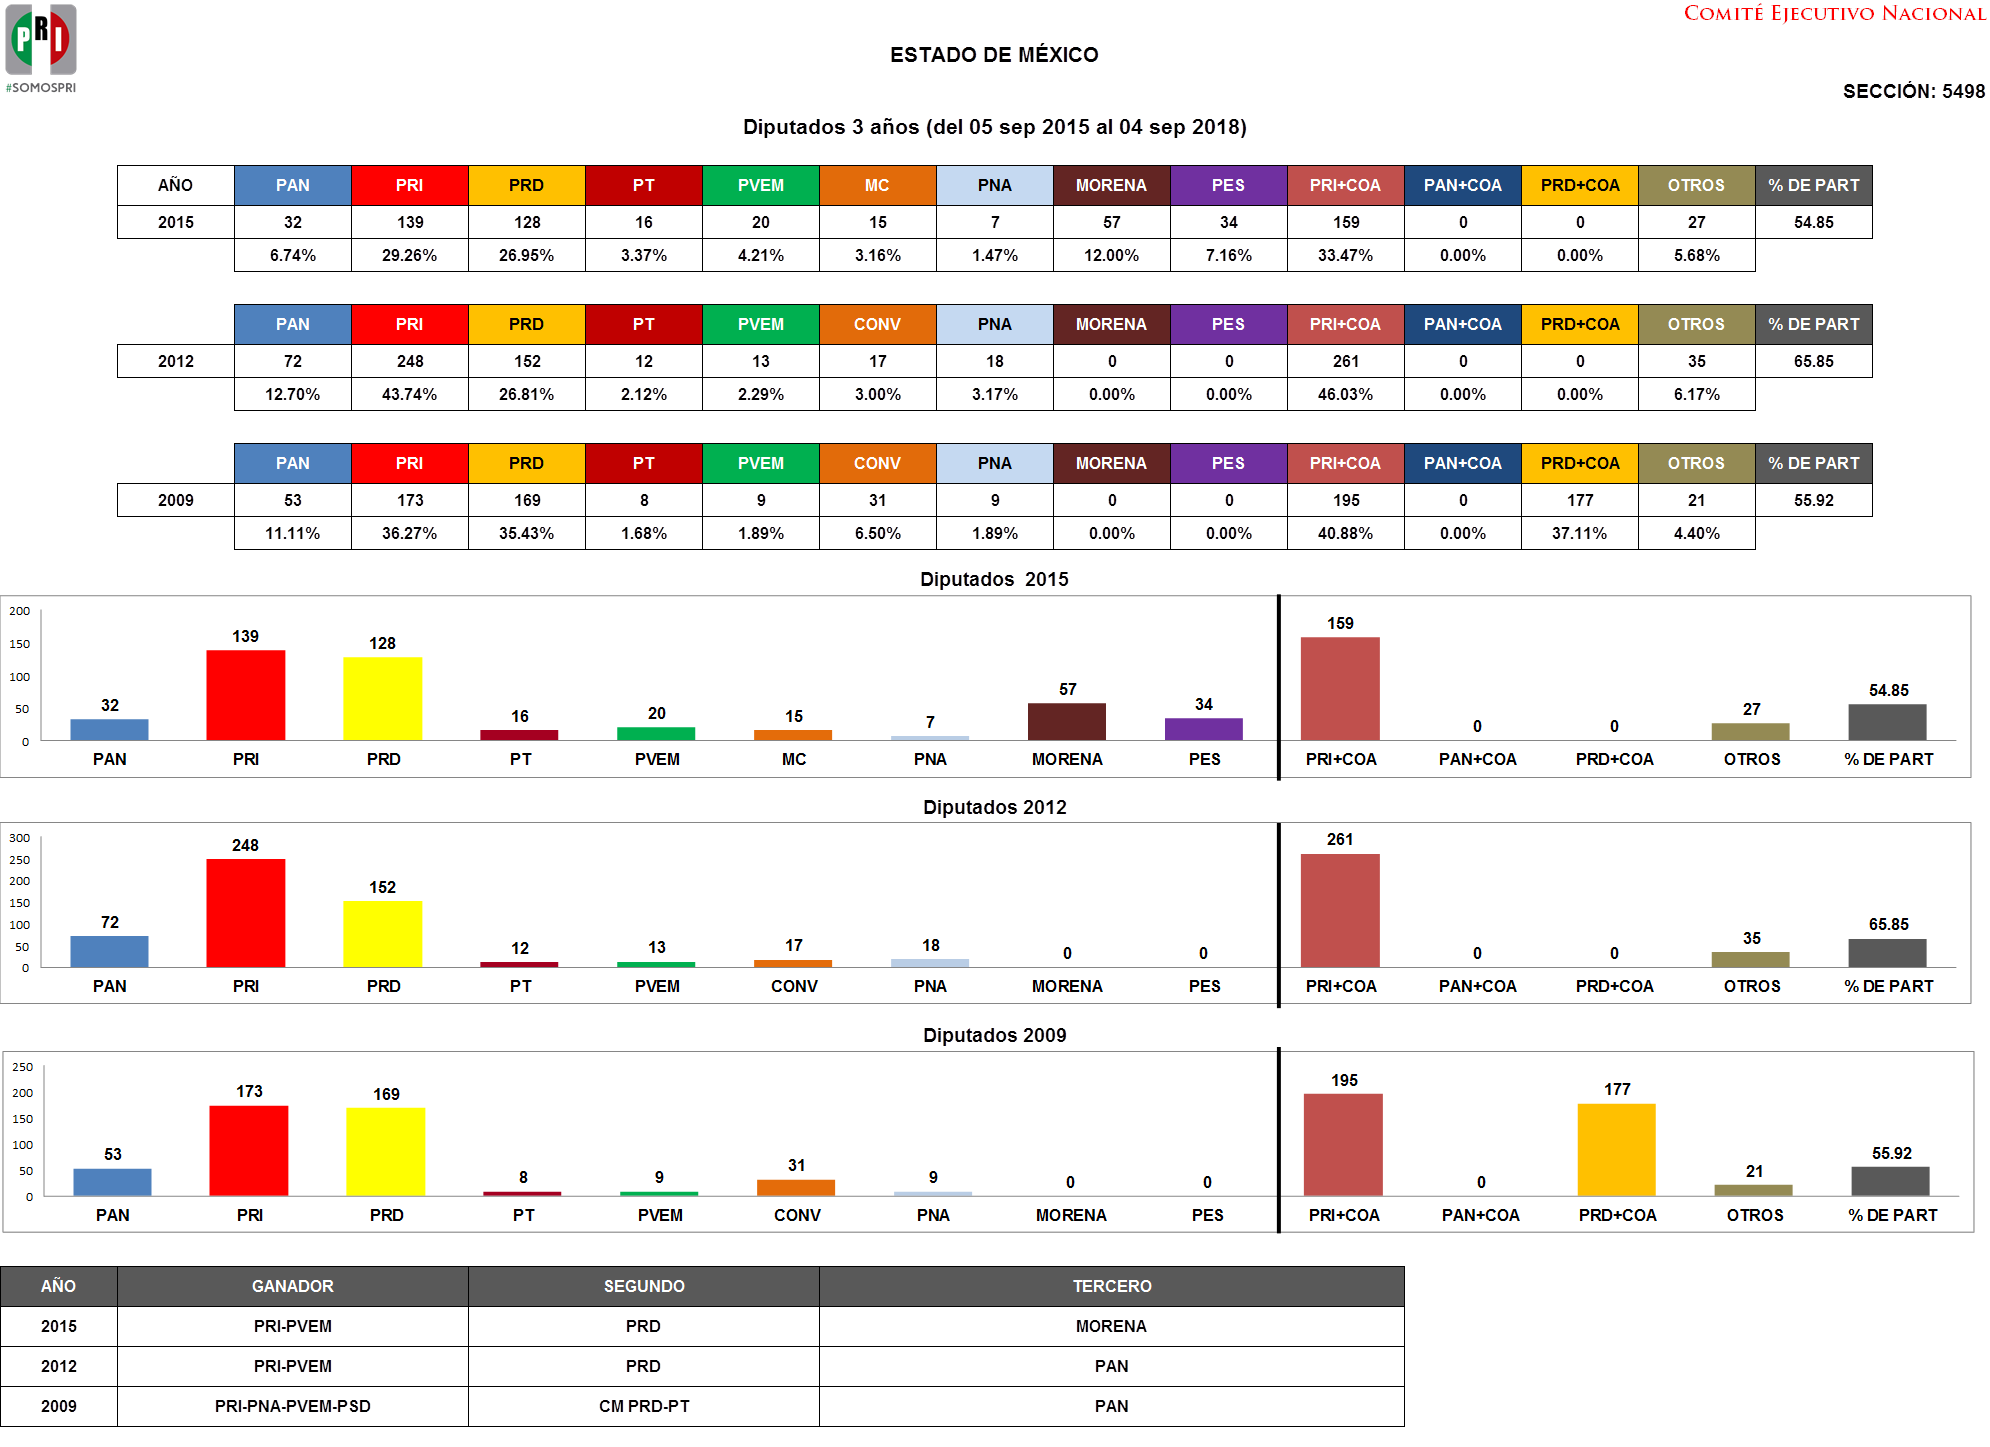 PRI
#SOMOSPRI
COMITÉ EJECUTIVO NACIONAL
ESTADO DE MÉXICO
SECCIÓN: 5498
Diputados 3 años (del 05 sep 2015 al 04 sep 2018)
AÑO PAN PRI PRD PT PVEM MC PNA MORENA PES PRI+COA PAN+COA PRD+COA OTROS % DE PART
2015 32 139 128 16 20 15 7 57 34 159 0 0 27 54.85
6.74% 29.26% 26.95% 3.37% 4.21% 3.16% 1.47% 12.00% 7.16% 33.47% 0.00% 0.00% 5.68%
PAN PRI PRD PT PVEM CONV PNA MORENA PES PRI+COA PAN+COA PRD+COA OTROS % DE PART
2012 72 248 152 12 13 17 18 0 0 261 0 0 35 65.85
12.70% 43.74% 26.81% 2.12% 2.29% 3.00% 3.17% 0.00% 0.00% 46.03% 0.00% 0.00% 6.17%
PAN PRI PRD PT PVEM CONV PNA MORENA PES PRI+COA PAN+COA PRD+COA OTROS % DE PART
2009 53 173 169 8 9 31 9 0 0 195 0 177 21 55.92
11.11% 36.27% 35.43% 1.68% 1.89% 6.50% 1.89% 0.00% 0.00% 40.88% 0.00% 37.11% 4.40%
Diputados 2015
200
150
100
50
0
32 139 128 16 20 15 7 57 34 159 0 0 27 54.85
PAN PRI PRD PT PVEM MC PNA MORENA PES PRI+COA PAN+COA PRD+COA OTROS % DE PART
Diputados 2012
300
250
200
150
100
50
0
72 248 152 12 13 17 18 0 0 261 0 0 35 65.85
PAN PRI PRD PT PVEM CONV PNA MORENA PES PRI+COA PAN+COA PRD+COA OTROS % DE PART
Diputados 2009
250
200
150
100
50
0
53 173 169 8 9 31 9 0 0 195 0 177 21 55.92
PAN PRI PRD PT PVEM CONV PNA MORENA PES PRI+COA PAN+COA PRD+COA OTROS % DE PART
AÑO GANADOR SEGUNDO TERCERO
2015 PRI-PVEM PRD MORENA
2012 PRI-PVEM PRD PAN
2009 PRI-PNA-PVEM-PSD CM PRD-PT PAN